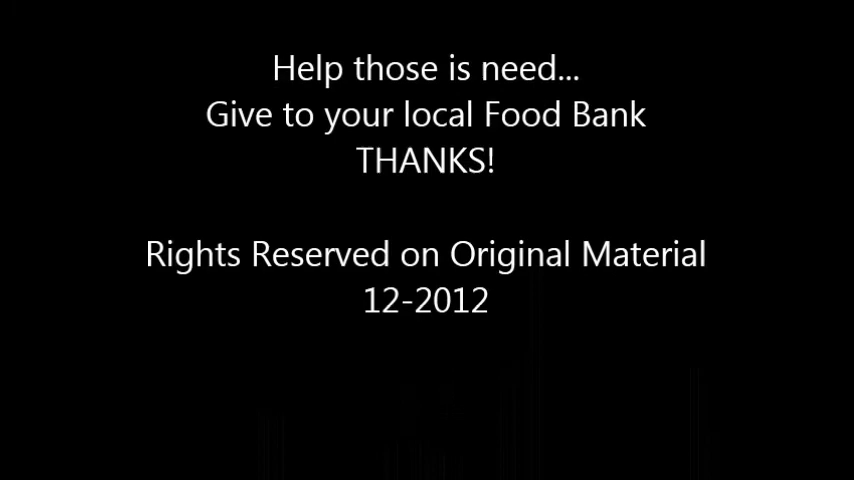 Help those is need...
Give to your local Food Bank
THANKS!
Rights Reserved on Original Material
12-2012